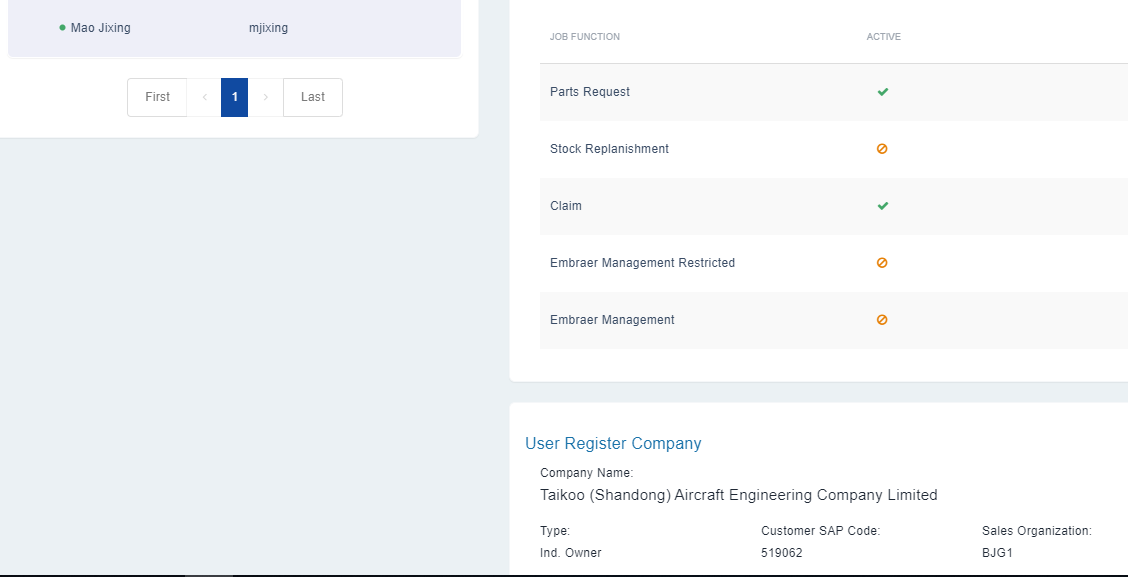 Mao Jixing mjixing
First < 1 > Last
JOB FUNCTION ACTIVE
Parts Request
Stock Replanishment
Claim
Embraer Management Restricted
Embraer Management
User Register Company
Company Name:
Taikoo (Shandong) Aircraft Engineering Company Limited
Type: Customer SAP Code: Sales Organization:
Ind. Owner 519062 BJG1